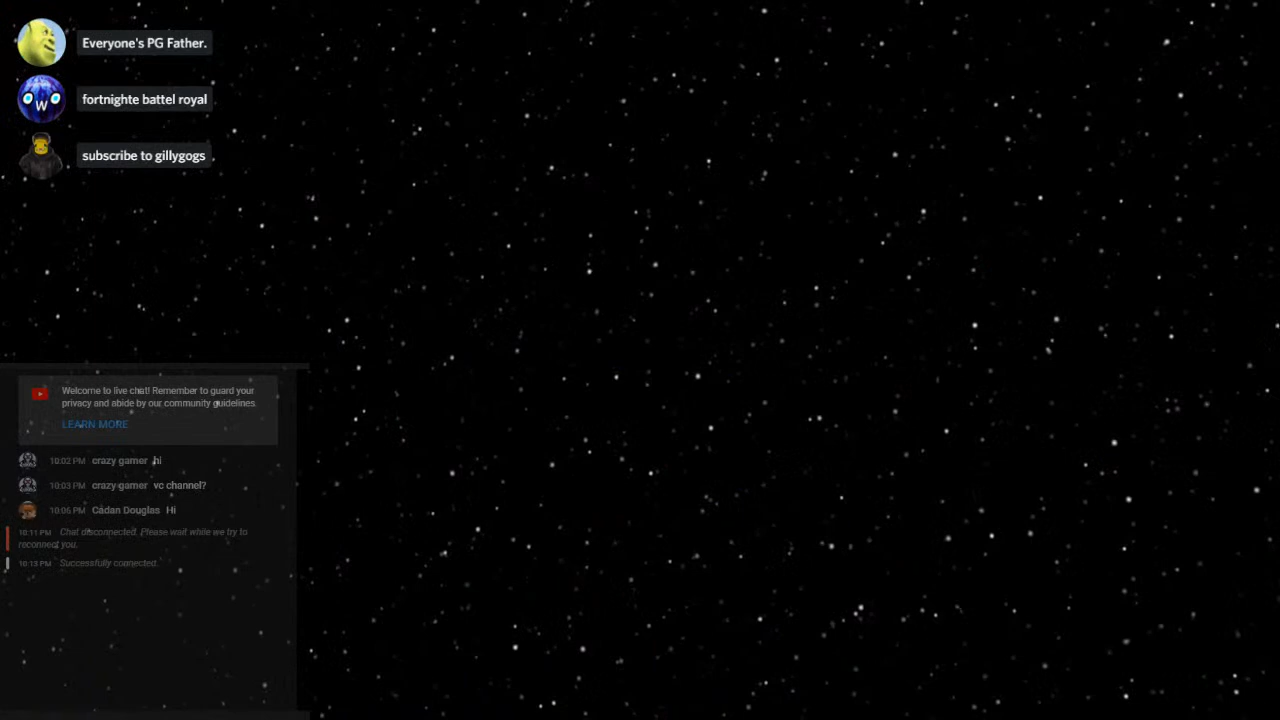 Everyone's PG Father.
fortnighte battel royal
W
subscribe to gillygogs
Welcome to live chat! Remember to guard your
privacy and abide by our community guidelines.
LEARN MORE
10:02 PM crazy gamer hi
10:03 PM crazy gamer vc channel?
10:06 PM Cadan Douglas Hi
10:11 PM Chat disconnected. Please wait while we try to
reconnect you.
10:13 PM Successfully connected.